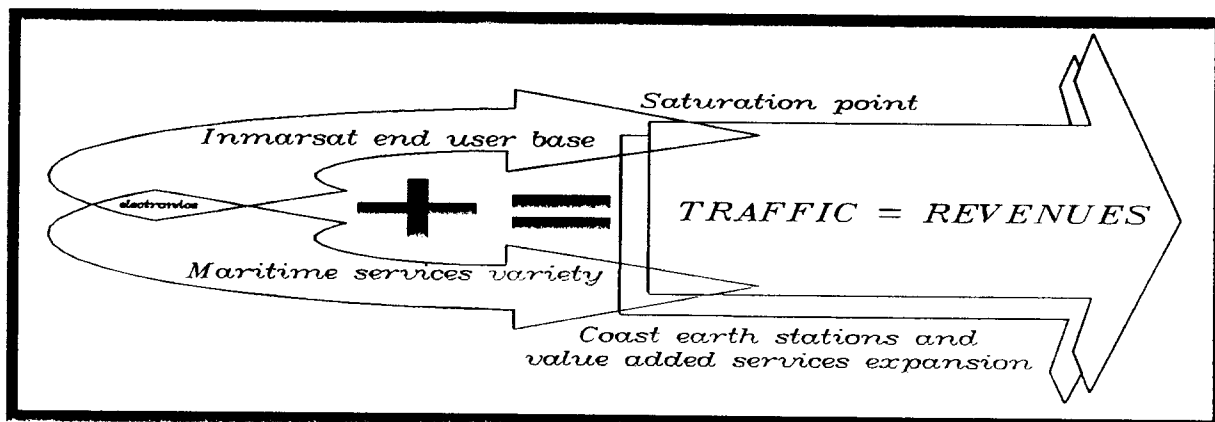 Saturation point
Inmarsat end user base
electronics
TRAFFIC = REVENUES
Maritime services variety
Coast earth stations and
value added services expansion